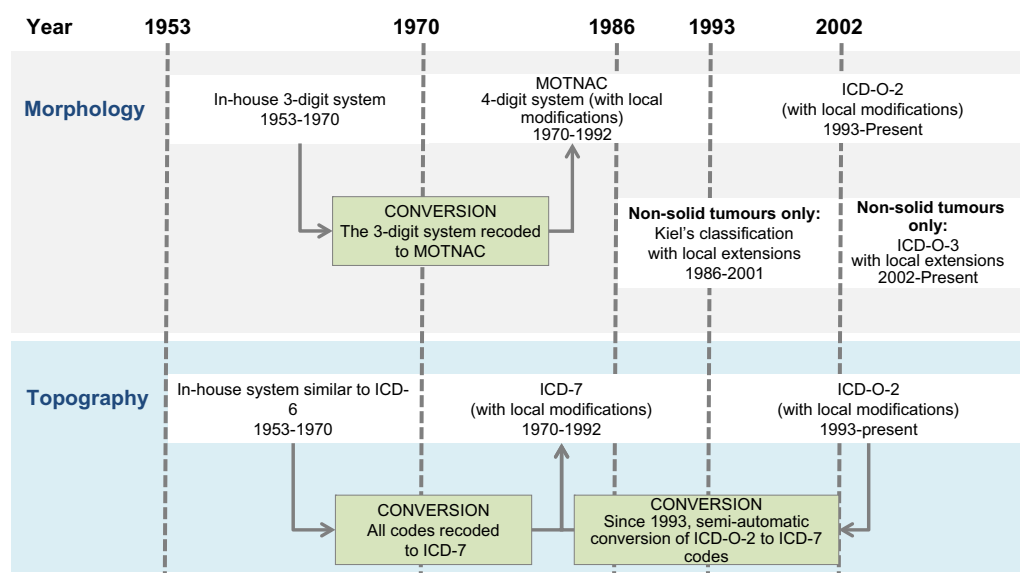 Year 1953 1970 1986 1993 2002
Morphology
In-house 3-digit system
1953-1970
MOTNAC
4-digit system (with local
modifications)
1970-1992
ICD-O-2
(with local modifications)
1993-Present
CONVERSION
The 3-digit system recoded
to MOTNAC
Non-solid tumours only:
Kiel's classification
with local extensions
1986-2001
Non-solid tumours
only:
ICD-O-3
with local extensions
2002-Present
Topography
In-house system similar to ICD-
6
1953-1970
ICD-7
(with local modifications)
1970-1992
ICD-O-2
(with local modifications)
1993-present
CONVERSION
All codes recoded
to ICD-7
CONVERSION
Since 1993, semi-automatic
conversion of ICD-O-2 to ICD-7
codes